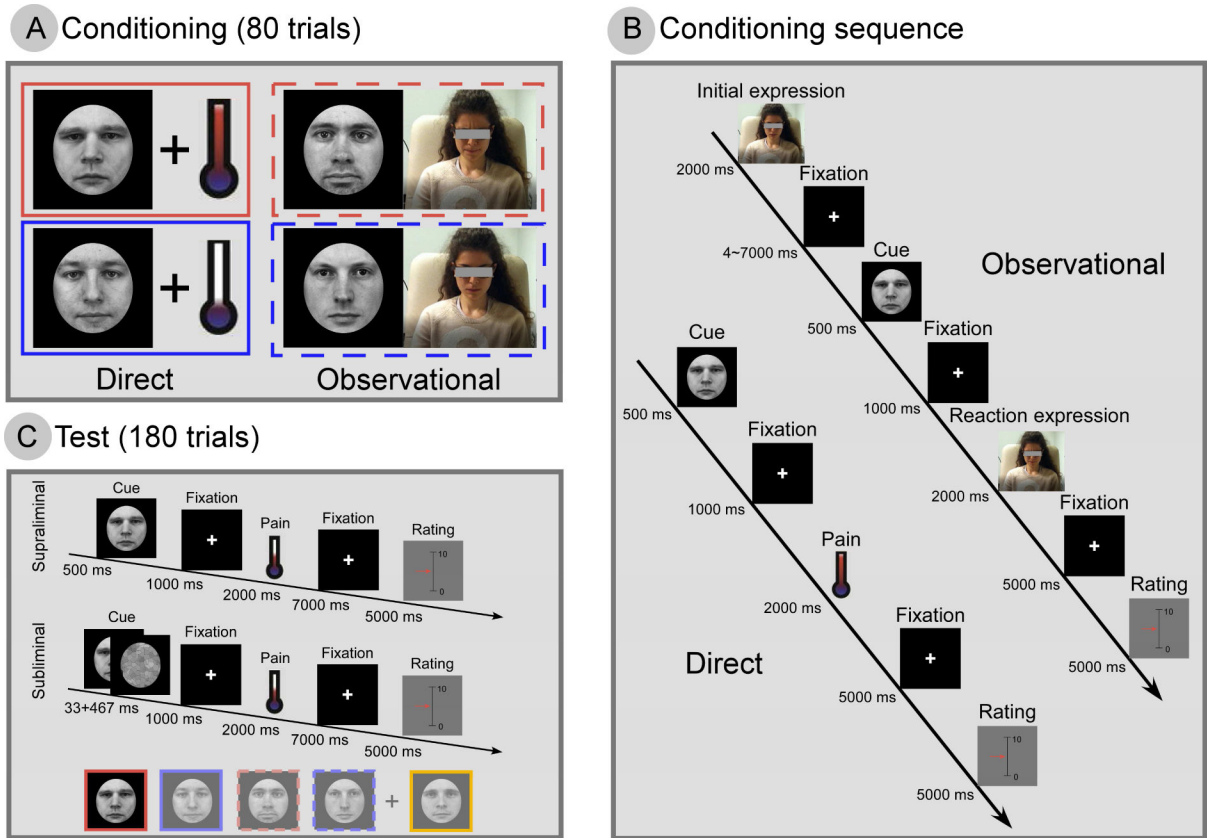 A Conditioning (80 trials)
+
+
Direct
Observational
B Conditioning sequence
Initial expression
2000 ms
Fixation
4~7000 ms
Cue
500 ms
Fixation
1000 ms
Reaction expression
2000 ms
Fixation
5000 ms
Rating
10
0
5000 ms
Observational
Cue
500 ms
Fixation
1000 ms
Pain
2000 ms
Fixation
5000 ms
Rating
10
0
5000 ms
Direct
C Test (180 trials)
Supraliminal
Cue
500 ms
Fixation
1000 ms
Pain
2000 ms
Fixation
7000 ms
Rating
10
0
5000 ms
Subliminal
Cue
33+467 ms
Fixation
1000 ms
Pain
2000 ms
Fixation
7000 ms
Rating
10
0
5000 ms
+